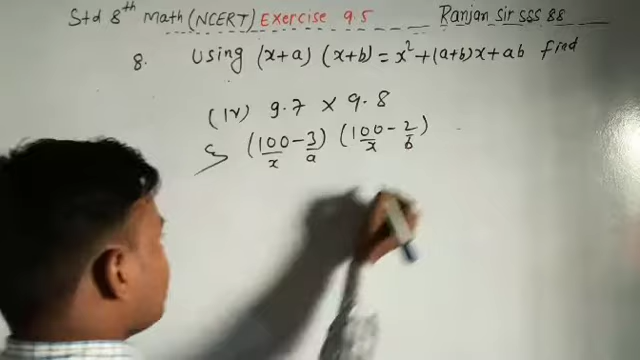 Std 8th Math (NCERT) Exercise 9.5 Ranjan Sir SSS 88
8. Using (x+a) (x+b) = x²+(a+b)x+ab find
(iv) 9.7 × 9.8
(100-3) (100-2)
x a x b